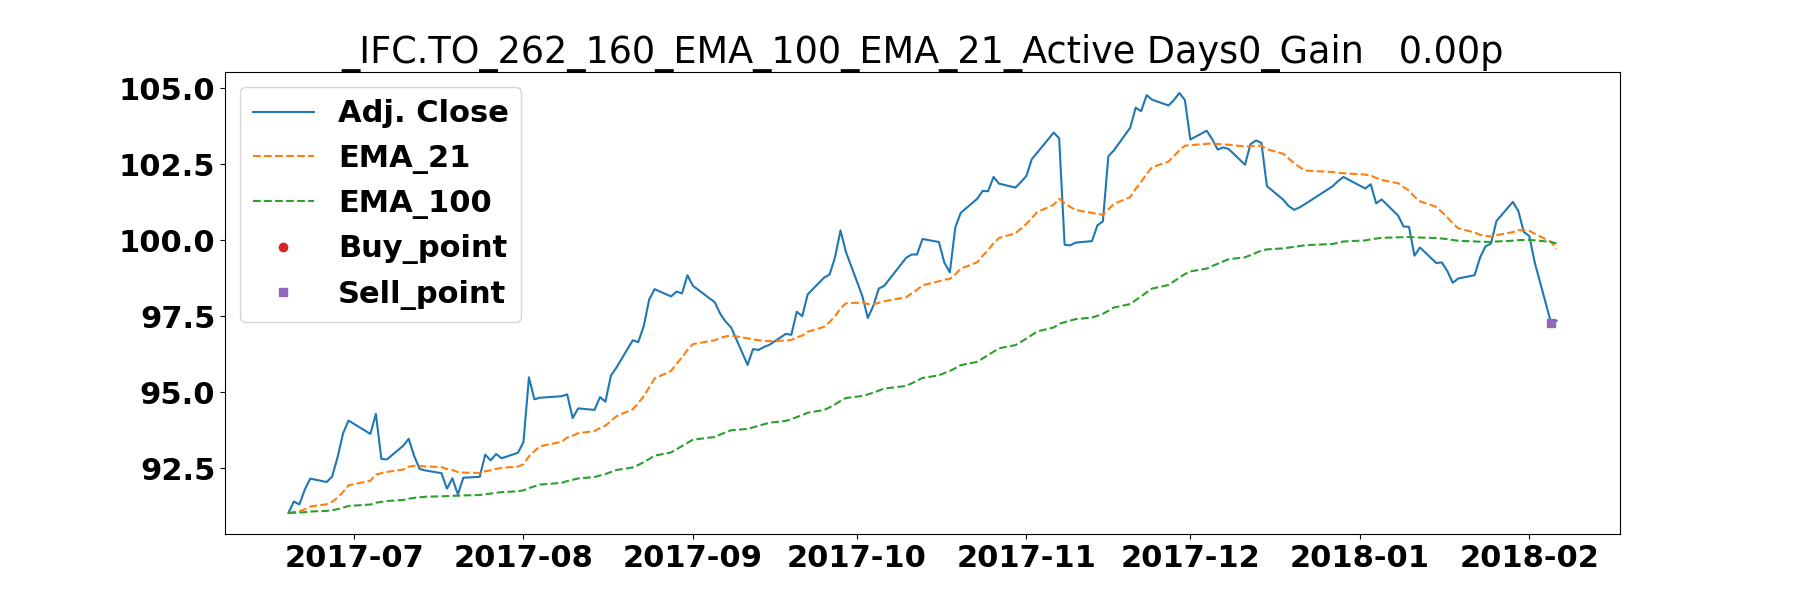 _IFC.TO_262_160_EMA_100_EMA_21_Active Days0_Gain   0.00p
105.0
102.5
100.0
97.5
95.0
92.5
Adj. Close
EMA_21
EMA_100
Buy_point
Sell_point
2017-07 2017-08 2017-09 2017-10 2017-11 2017-12 2018-01 2018-02